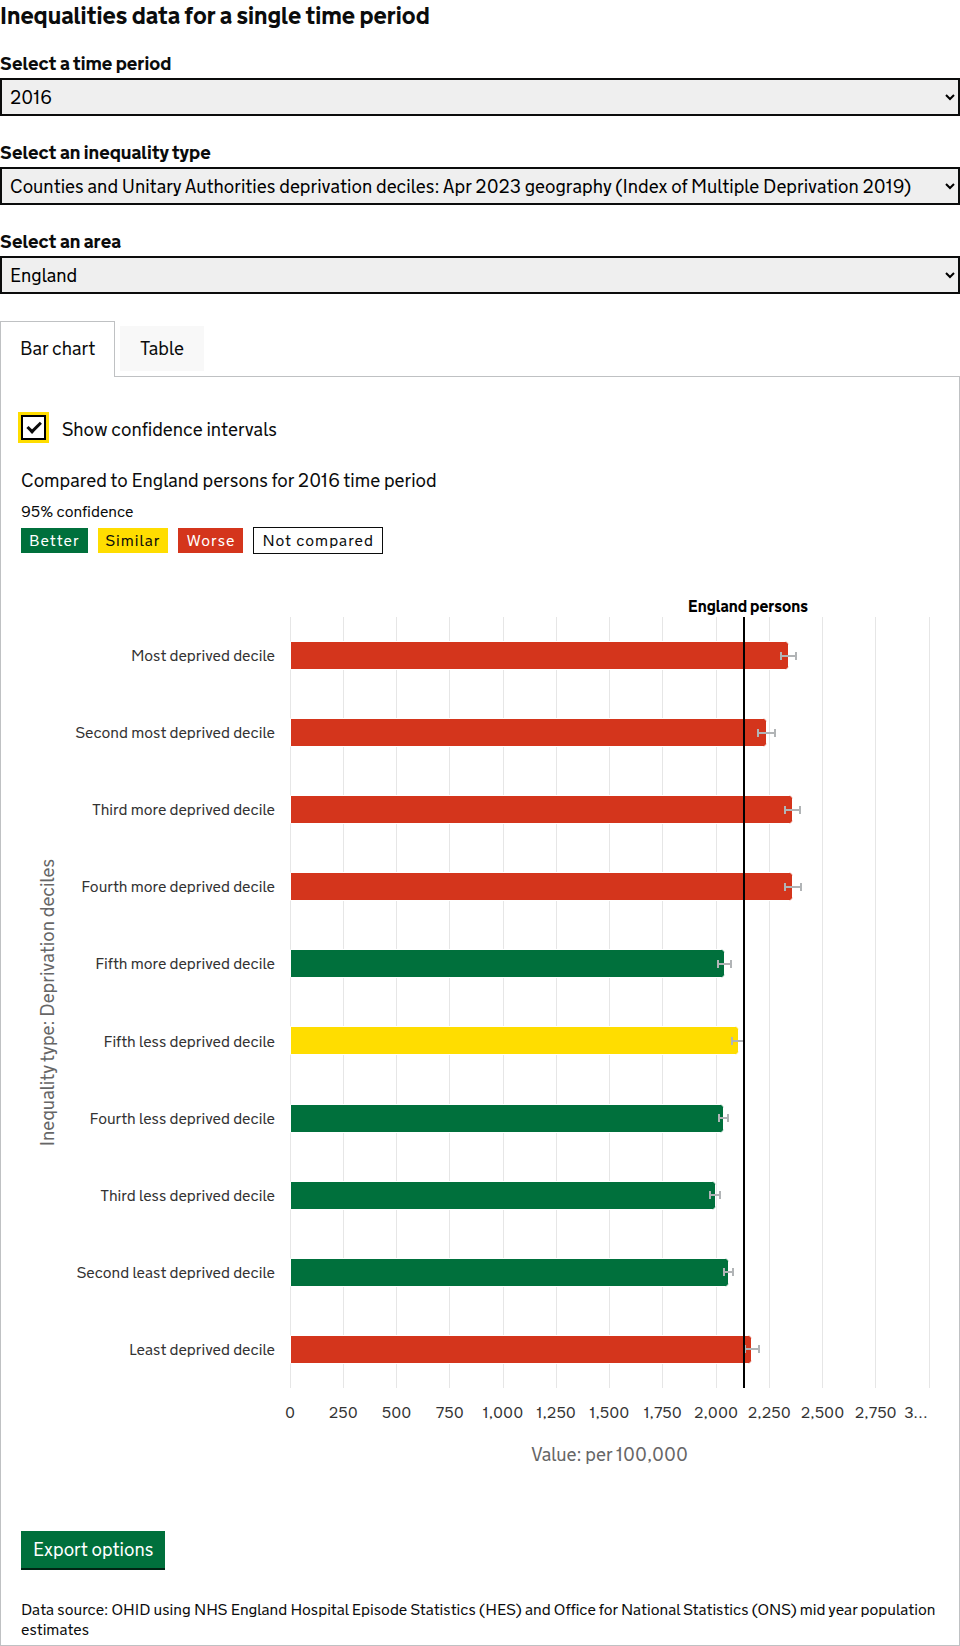 Inequalities data for a single time period
Select a time period
2016
Select an inequality type
Counties and Unitary Authorities deprivation deciles: Apr 2023 geography (Index of Multiple Deprivation 2019)
Select an area
England
Bar chart
Table
Show confidence intervals
Compared to England persons for 2016 time period
95% confidence
Better
Similar
Worse
Not compared
England persons
Inequality type: Deprivation deciles
Most deprived decile
Second most deprived decile
Third more deprived decile
Fourth more deprived decile
Fifth more deprived decile
Fifth less deprived decile
Fourth less deprived decile
Third less deprived decile
Second least deprived decile
Least deprived decile
0 250 500 750 1,000 1,250 1,500 1,750 2,000 2,250 2,500 2,750 3...
Value: per 100,000
Export options
Data source: OHID using NHS England Hospital Episode Statistics (HES) and Office for National Statistics (ONS) mid year population
estimates